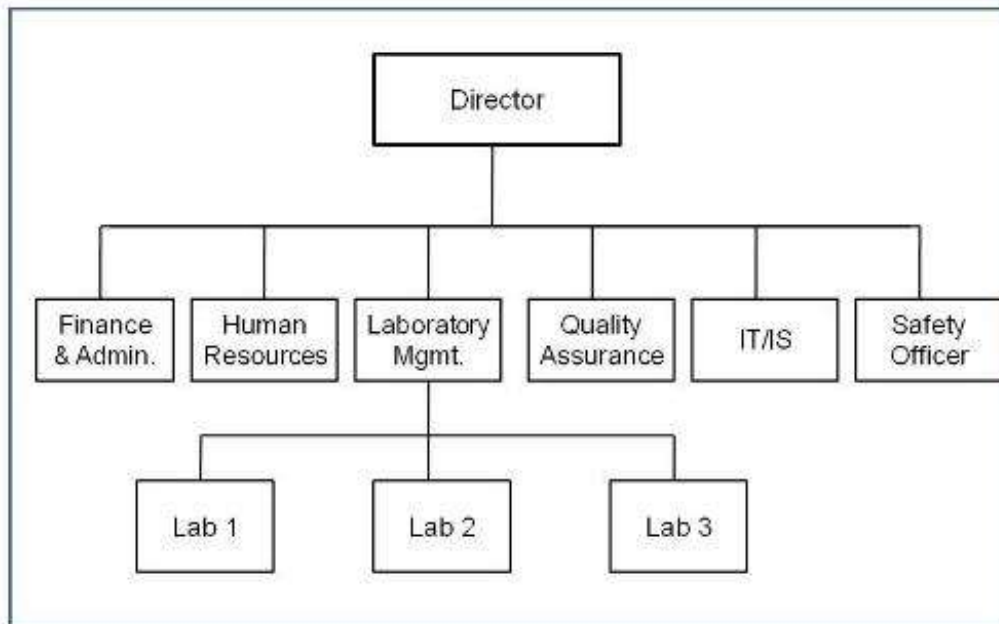 Director
Finance
& Admin.
Human
Resources
Laboratory
Mgmt.
Quality
Assurance
IT/IS
Safety
Officer
Lab 1
Lab 2
Lab 3